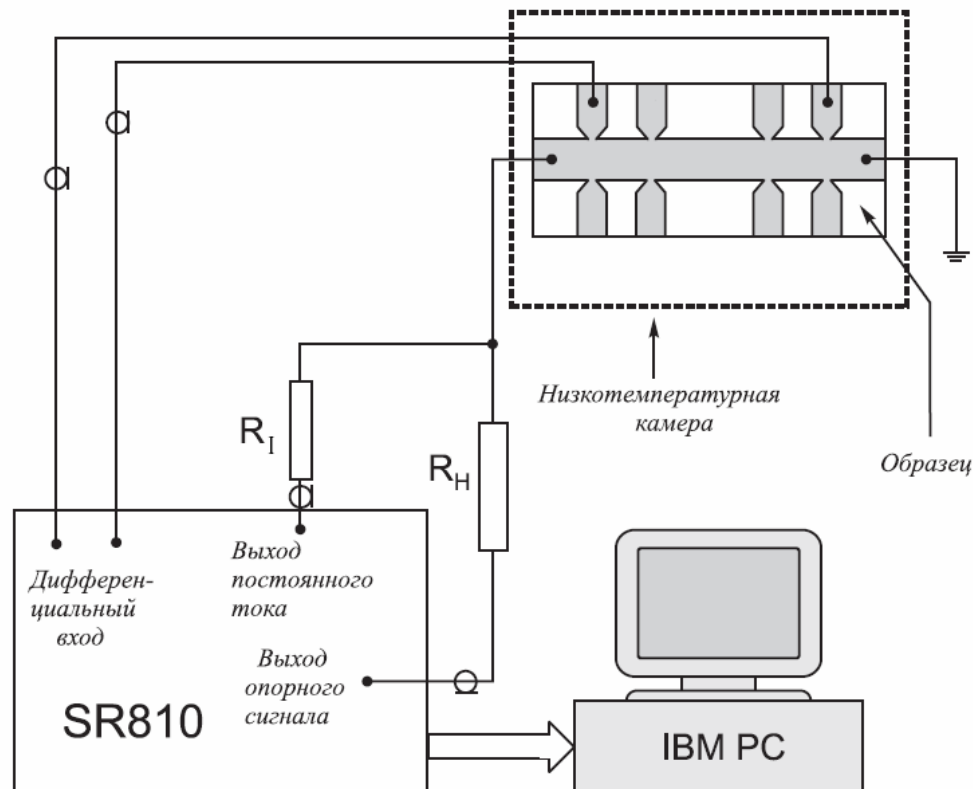 Низкотемпературная
камера
Образец
R_I
R_H
Дифферен-
циальный
вход
Выход
постоянного
тока
Выход
опорного
сигнала
SR810
IBM PC